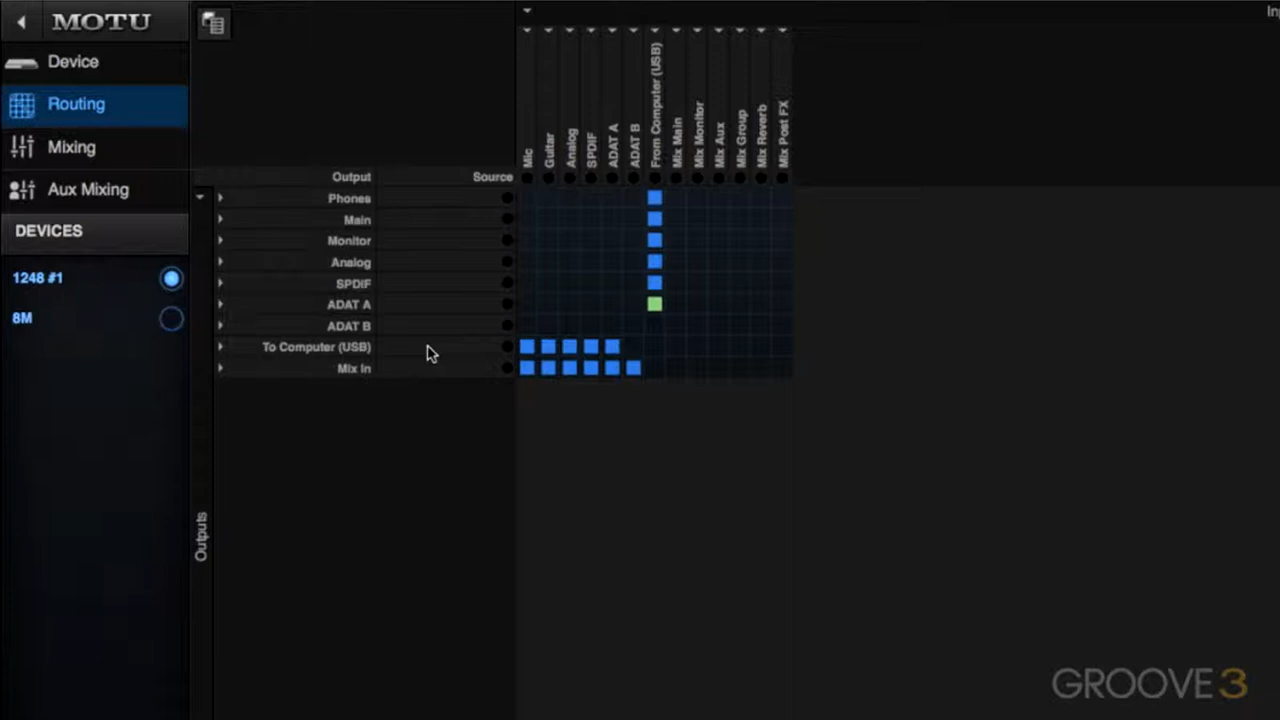 MOTU
Device
Routing
Mixing
Aux Mixing
DEVICES
1248 #1
8M
Mic
Guitar
Analog
SPDIF
ADAT A
ADAT B
From Computer (USB)
Mix Main
Mix Monitor
Mix Aux
Mix Group
Mix Reverb
Mix Post FX
Output Source
Phones
Main
Monitor
Analog
SPDIF
ADAT A
ADAT B
To Computer (USB)
Mix In
Outputs
GROOVE 3